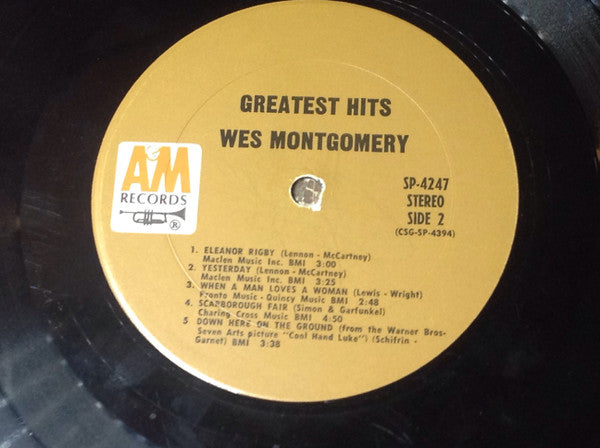 GREATEST HITS
WES MONTGOMERY
A&M
RECORDS
®
SP-4247
STEREO
SIDE 2
(CSG-SP-4394)
1. ELEANOR RIGBY (Lennon - McCartney)
Maclen Music Inc. BMI 3:00
2. YESTERDAY (Lennon - McCartney)
Maclen Music Inc. BMI 3:25
3. WHEN A MAN LOVES A WOMAN (Lewis - Wright)
Pronto Music - Quincy Music BMI 2:48
4. SCARBOROUGH FAIR (Simon & Garfunkel)
Charing Cross Music BMI 4:50
5. DOWN HERE ON THE GROUND (from the Warner Bros-
Seven Arts picture "Cool Hand Luke") (Schifrin -
Garnet) BMI 3:38